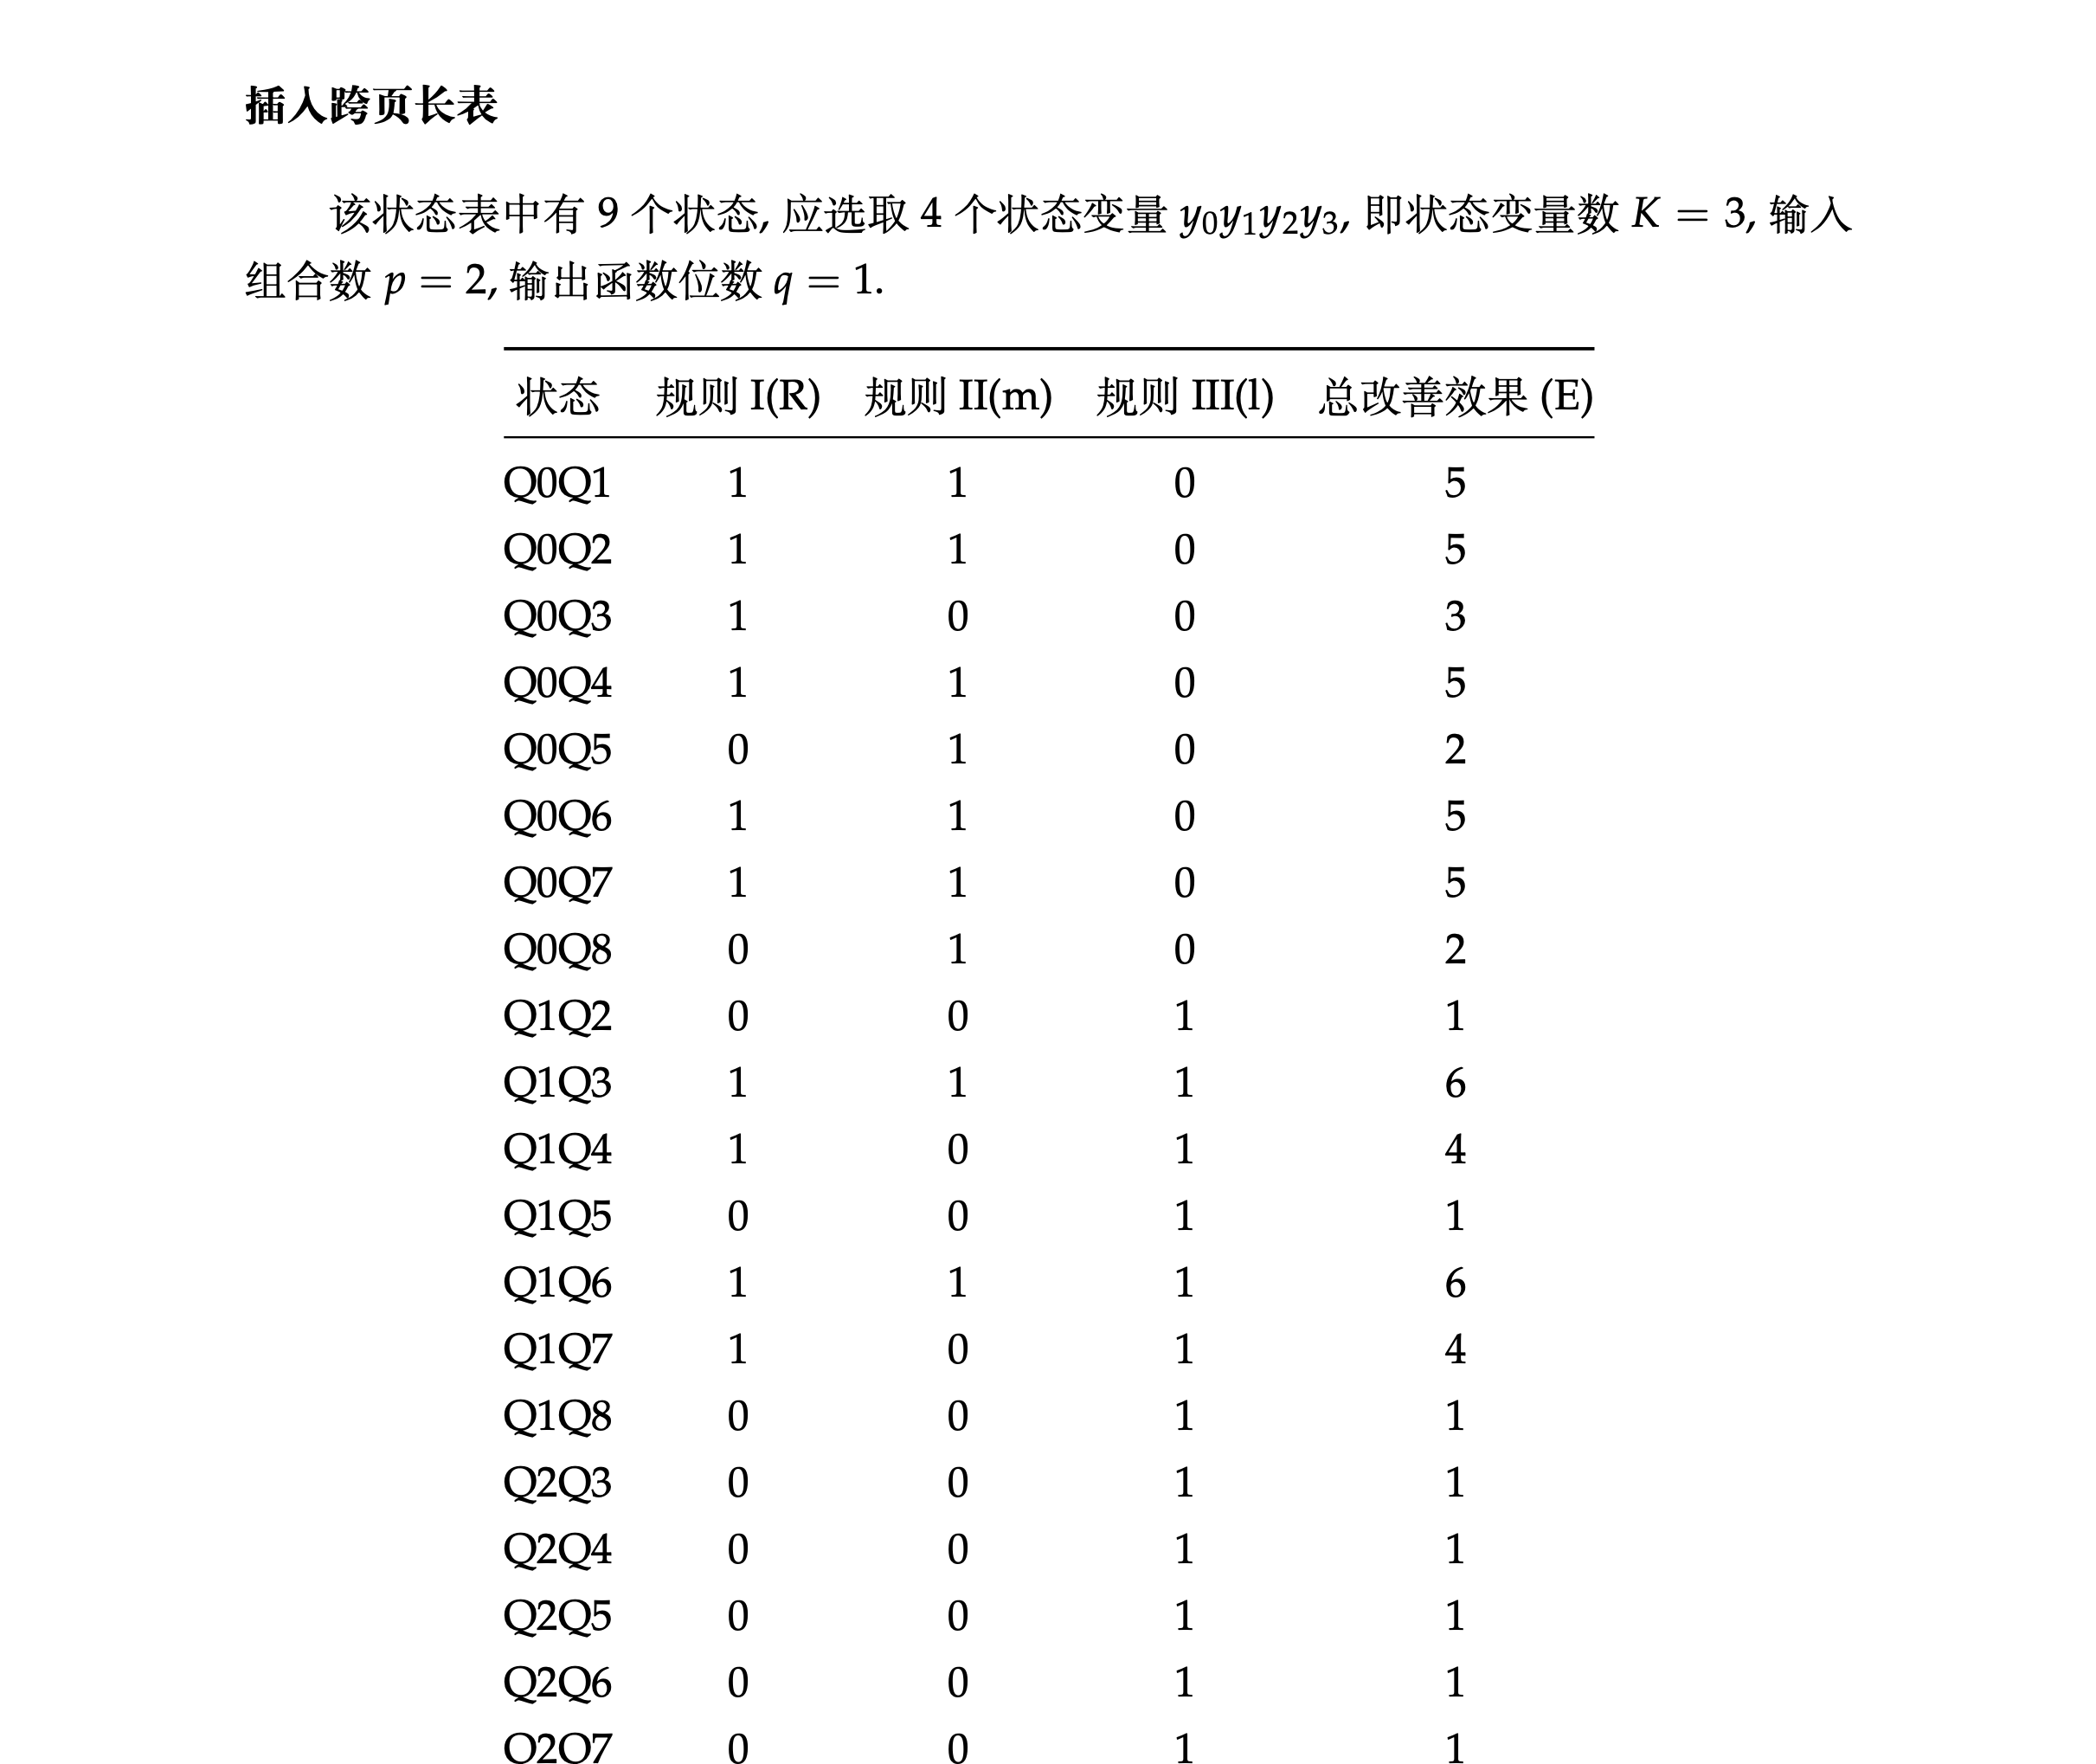 插入跨页长表
该状态表中有 9 个状态, 应选取 4 个状态变量 y0y1y2y3, 即状态变量数 K = 3, 输入
组合数 p = 2, 输出函数位数 q = 1.
状态 规则 I(R) 规则 II(m) 规则 III(l) 总改善效果 (E)
Q0Q1 1 1 0 5
Q0Q2 1 1 0 5
Q0Q3 1 0 0 3
Q0Q4 1 1 0 5
Q0Q5 0 1 0 2
Q0Q6 1 1 0 5
Q0Q7 1 1 0 5
Q0Q8 0 1 0 2
Q1Q2 0 0 1 1
Q1Q3 1 1 1 6
Q1Q4 1 0 1 4
Q1Q5 0 0 1 1
Q1Q6 1 1 1 6
Q1Q7 1 0 1 4
Q1Q8 0 0 1 1
Q2Q3 0 0 1 1
Q2Q4 0 0 1 1
Q2Q5 0 0 1 1
Q2Q6 0 0 1 1
Q2Q7 0 0 1 1